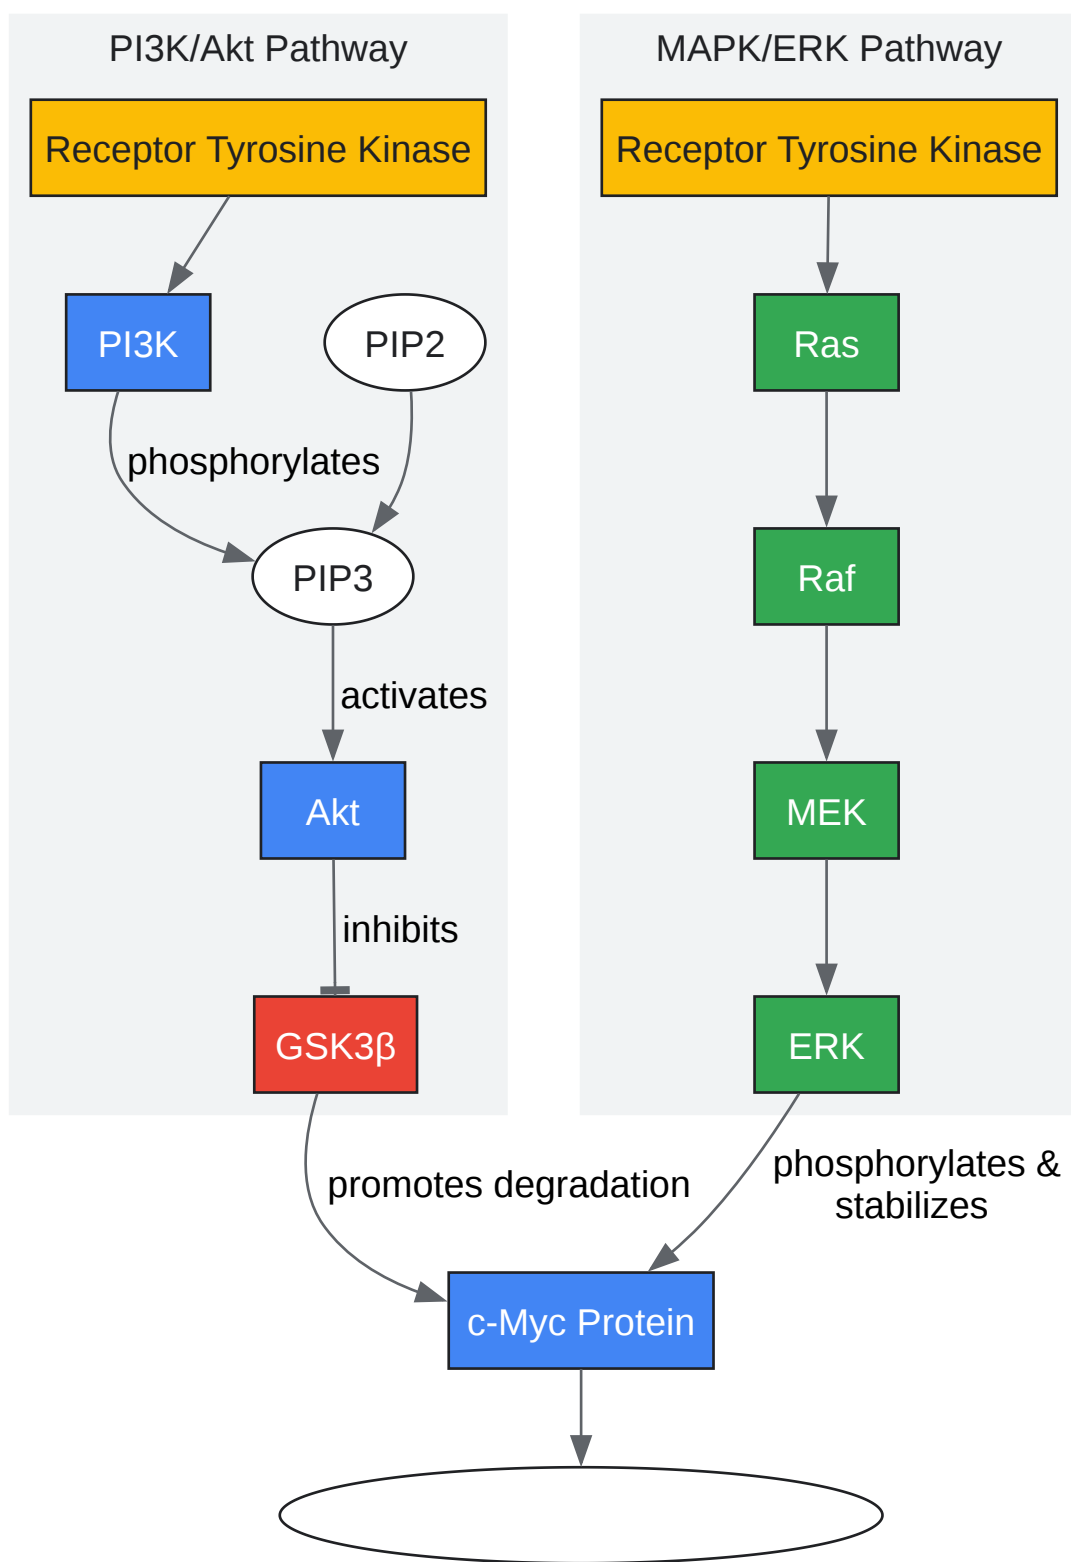 PI3K/Akt Pathway
Receptor Tyrosine Kinase
PI3K
PIP2
phosphorylates
PIP3
activates
Akt
inhibits
GSK3β
MAPK/ERK Pathway
Receptor Tyrosine Kinase
Ras
Raf
MEK
ERK
promotes degradation
phosphorylates &
stabilizes
c-Myc Protein